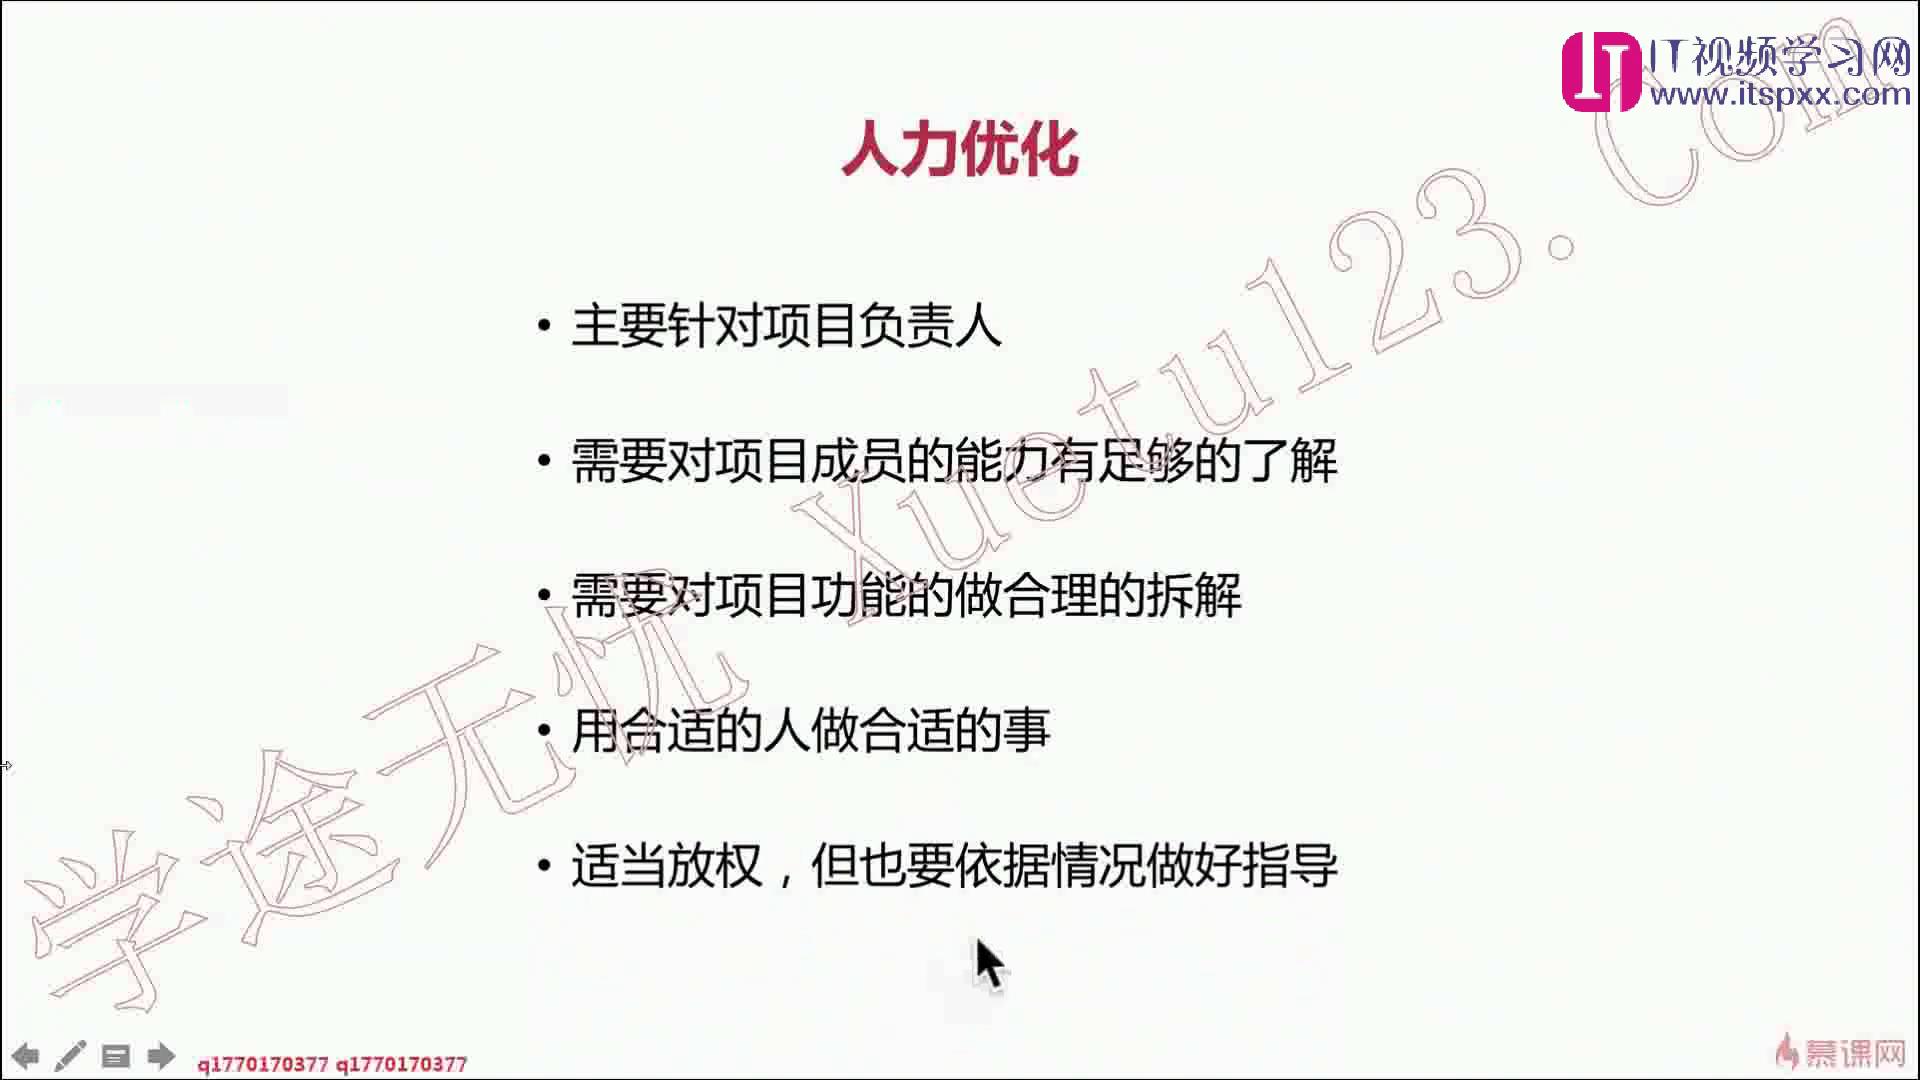 IT视频学习网
www.itspxx.com
人力优化
• 主要针对项目负责人
• 需要对项目成员的能力有足够的了解
• 需要对项目功能的做合理的拆解
• 用合适的人做合适的事
• 适当放权，但也要依据情况做好指导
学途无忧 Xuetu123.Com
q1770170377 q1770170377
慕课网